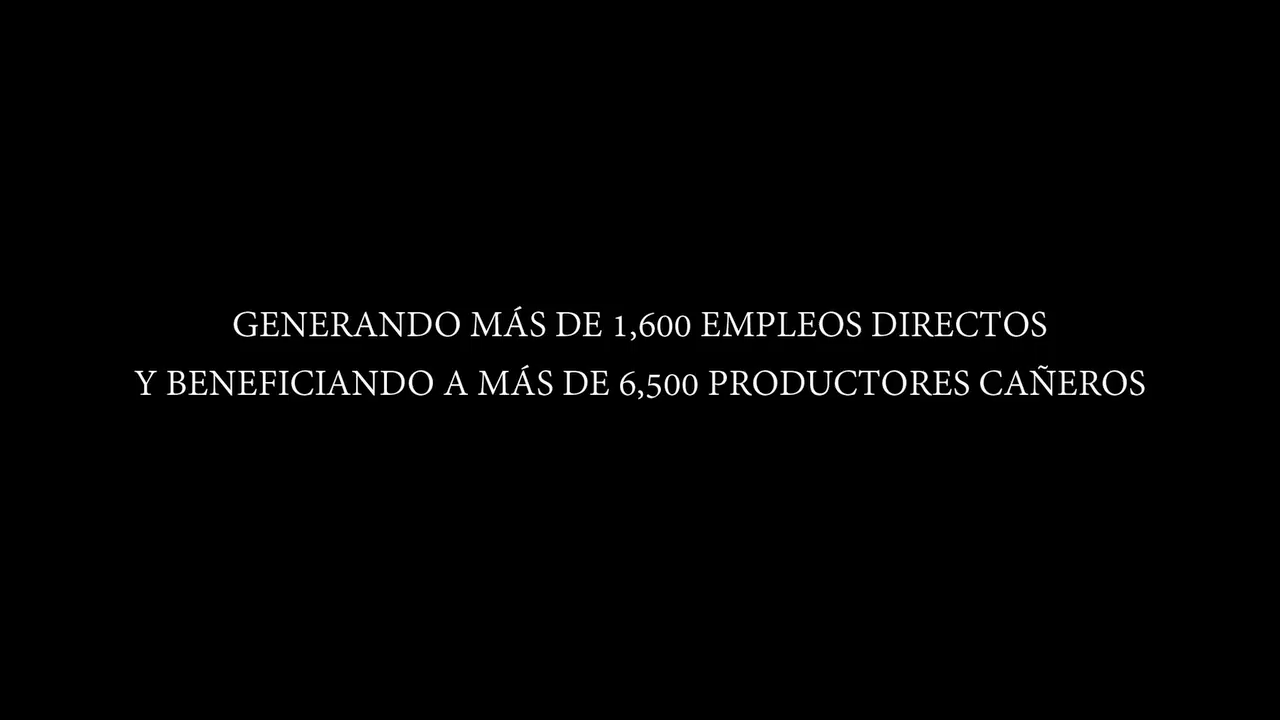 GENERANDO MÁS DE 1,600 EMPLEOS DIRECTOS
Y BENEFICIANDO A MÁS DE 6,500 PRODUCTORES CAÑEROS